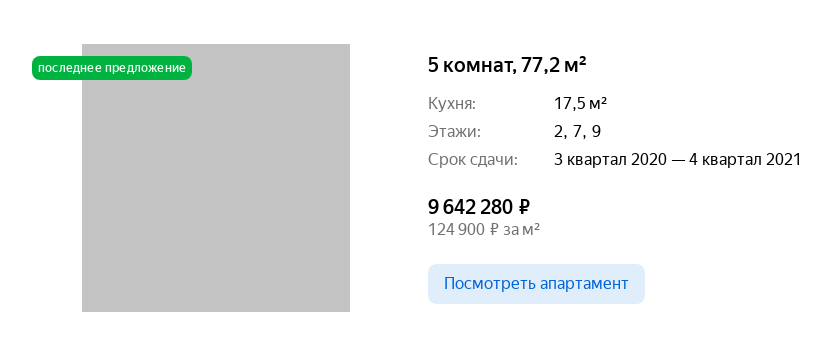 последнее предложение
5 комнат, 77,2 м²
Кухня: 17,5 м²
Этажи: 2, 7, 9
Срок сдачи: 3 квартал 2020 — 4 квартал 2021
9 642 280 ₽
124 900 ₽ за м²
Посмотреть апартамент